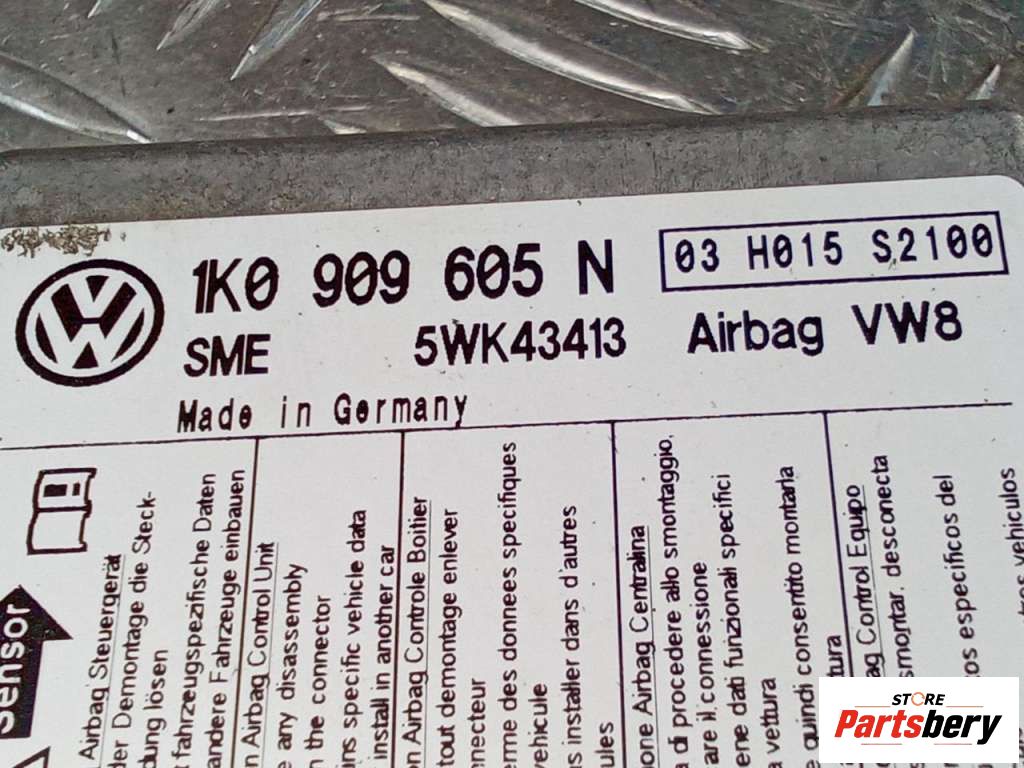 1K0 909 605 N
03 H015 S2100
SME 5WK43413 Airbag VW8
Made in Germany
Sensor
Airbag Steuergerät
der Demontage die Steck-
dung lösen
fahrzeugspezifische Daten
andere Fahrzeuge einbauen
Airbag Control Unit
any disassembly
the connector
specific vehicle data
install in another car
Airbag Controle Boitier
tout demontage enlever
necteur
erme des donnees specifiques
vehicule
installer dans d'autres
ules
one Airbag Centralina
di procedere allo smontaggio,
are il connessione
ene dati funzionali specifici
vettura
quindi consentito montarla
tura
ag Control Equipo
smontar, desconecta
os especificos del
tros vehiculos
STORE
Partsbery